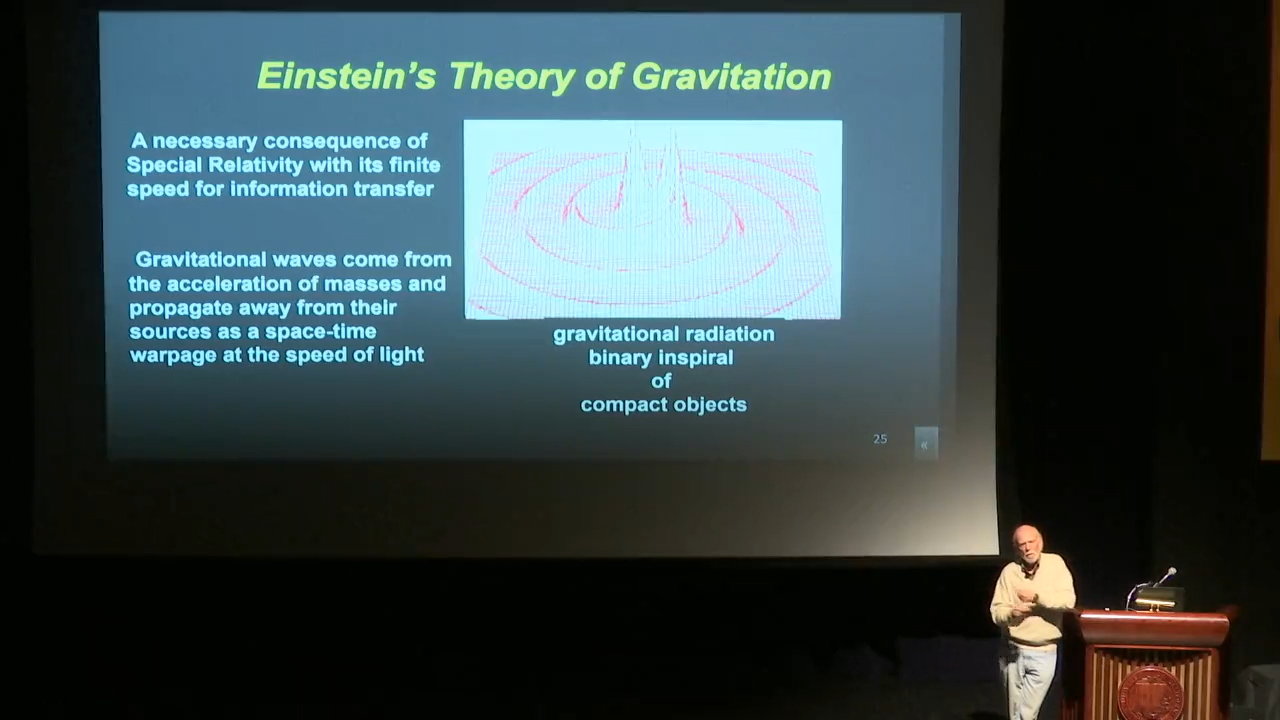 Einstein's Theory of Gravitation
A necessary consequence of
Special Relativity with its finite
speed for information transfer
Gravitational waves come from
the acceleration of masses and
propagate away from their
sources as a space-time
warpage at the speed of light
gravitational radiation
binary inspiral
of
compact objects
25
«